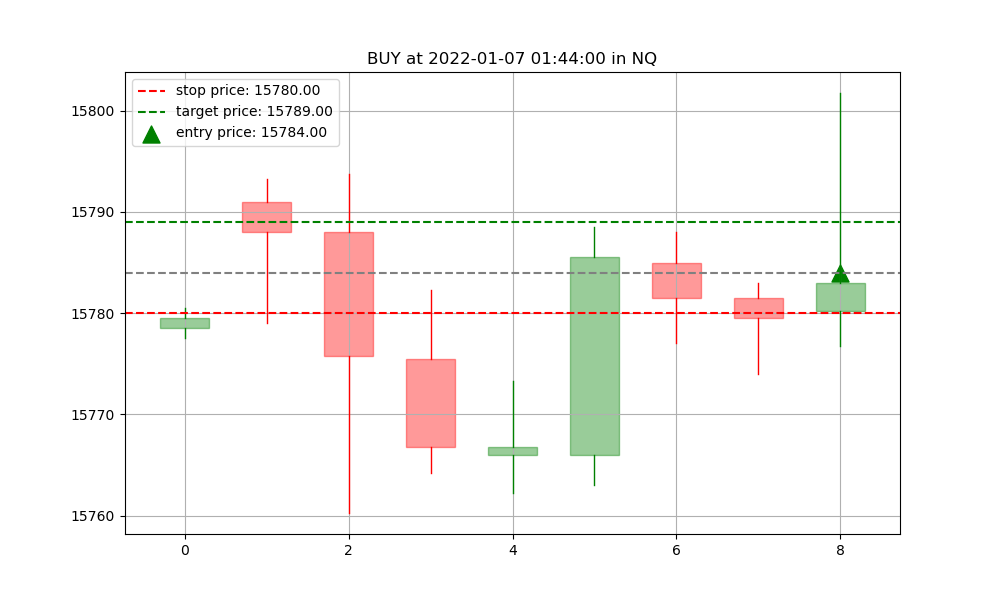 BUY at 2022-01-07 01:44:00 in NQ
stop price: 15780.00
target price: 15789.00
entry price: 15784.00
15800
15790
15780
15770
15760
0 2 4 6 8